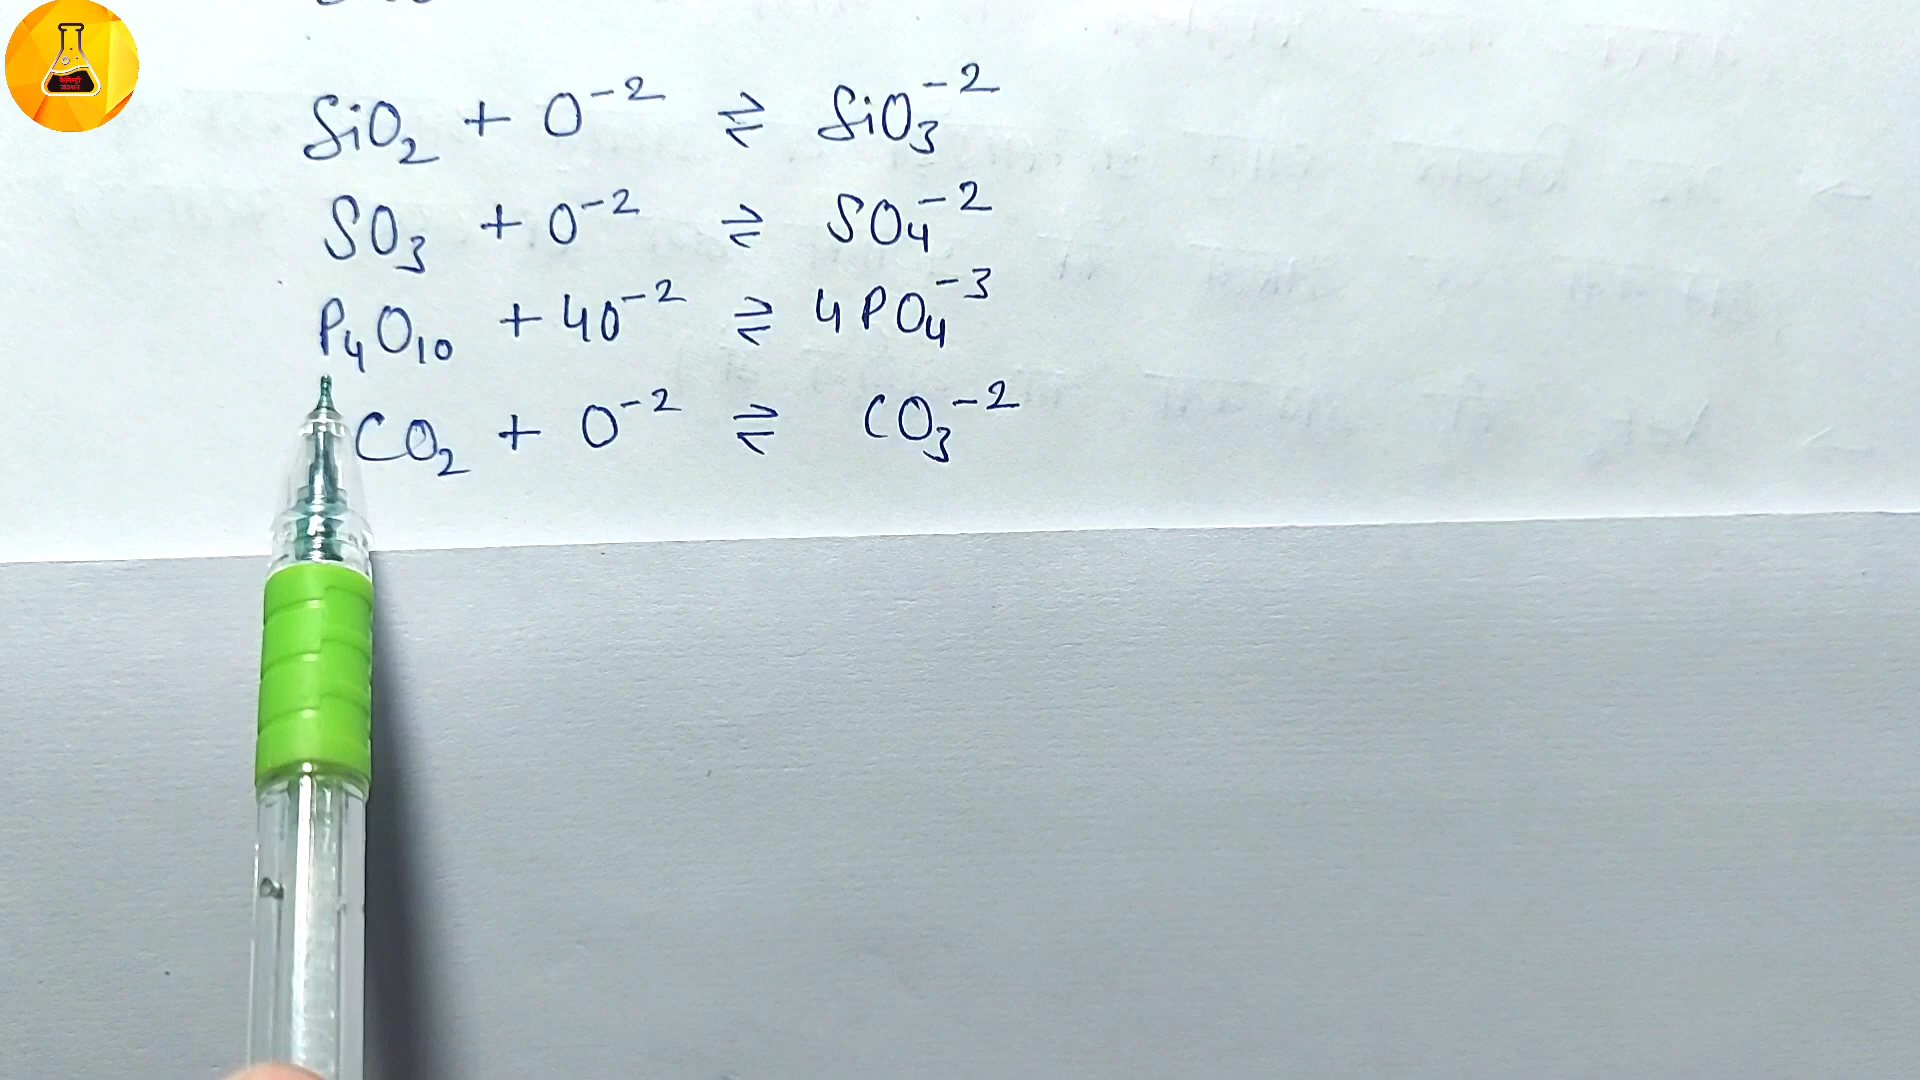 SiO₂ + O⁻² ⇌ SiO₃⁻²
SO₃ + O⁻² ⇌ SO₄⁻²
P₄O₁₀ + 4O⁻² ⇌ 4PO₄⁻³
CO₂ + O⁻² ⇌ CO₃⁻²